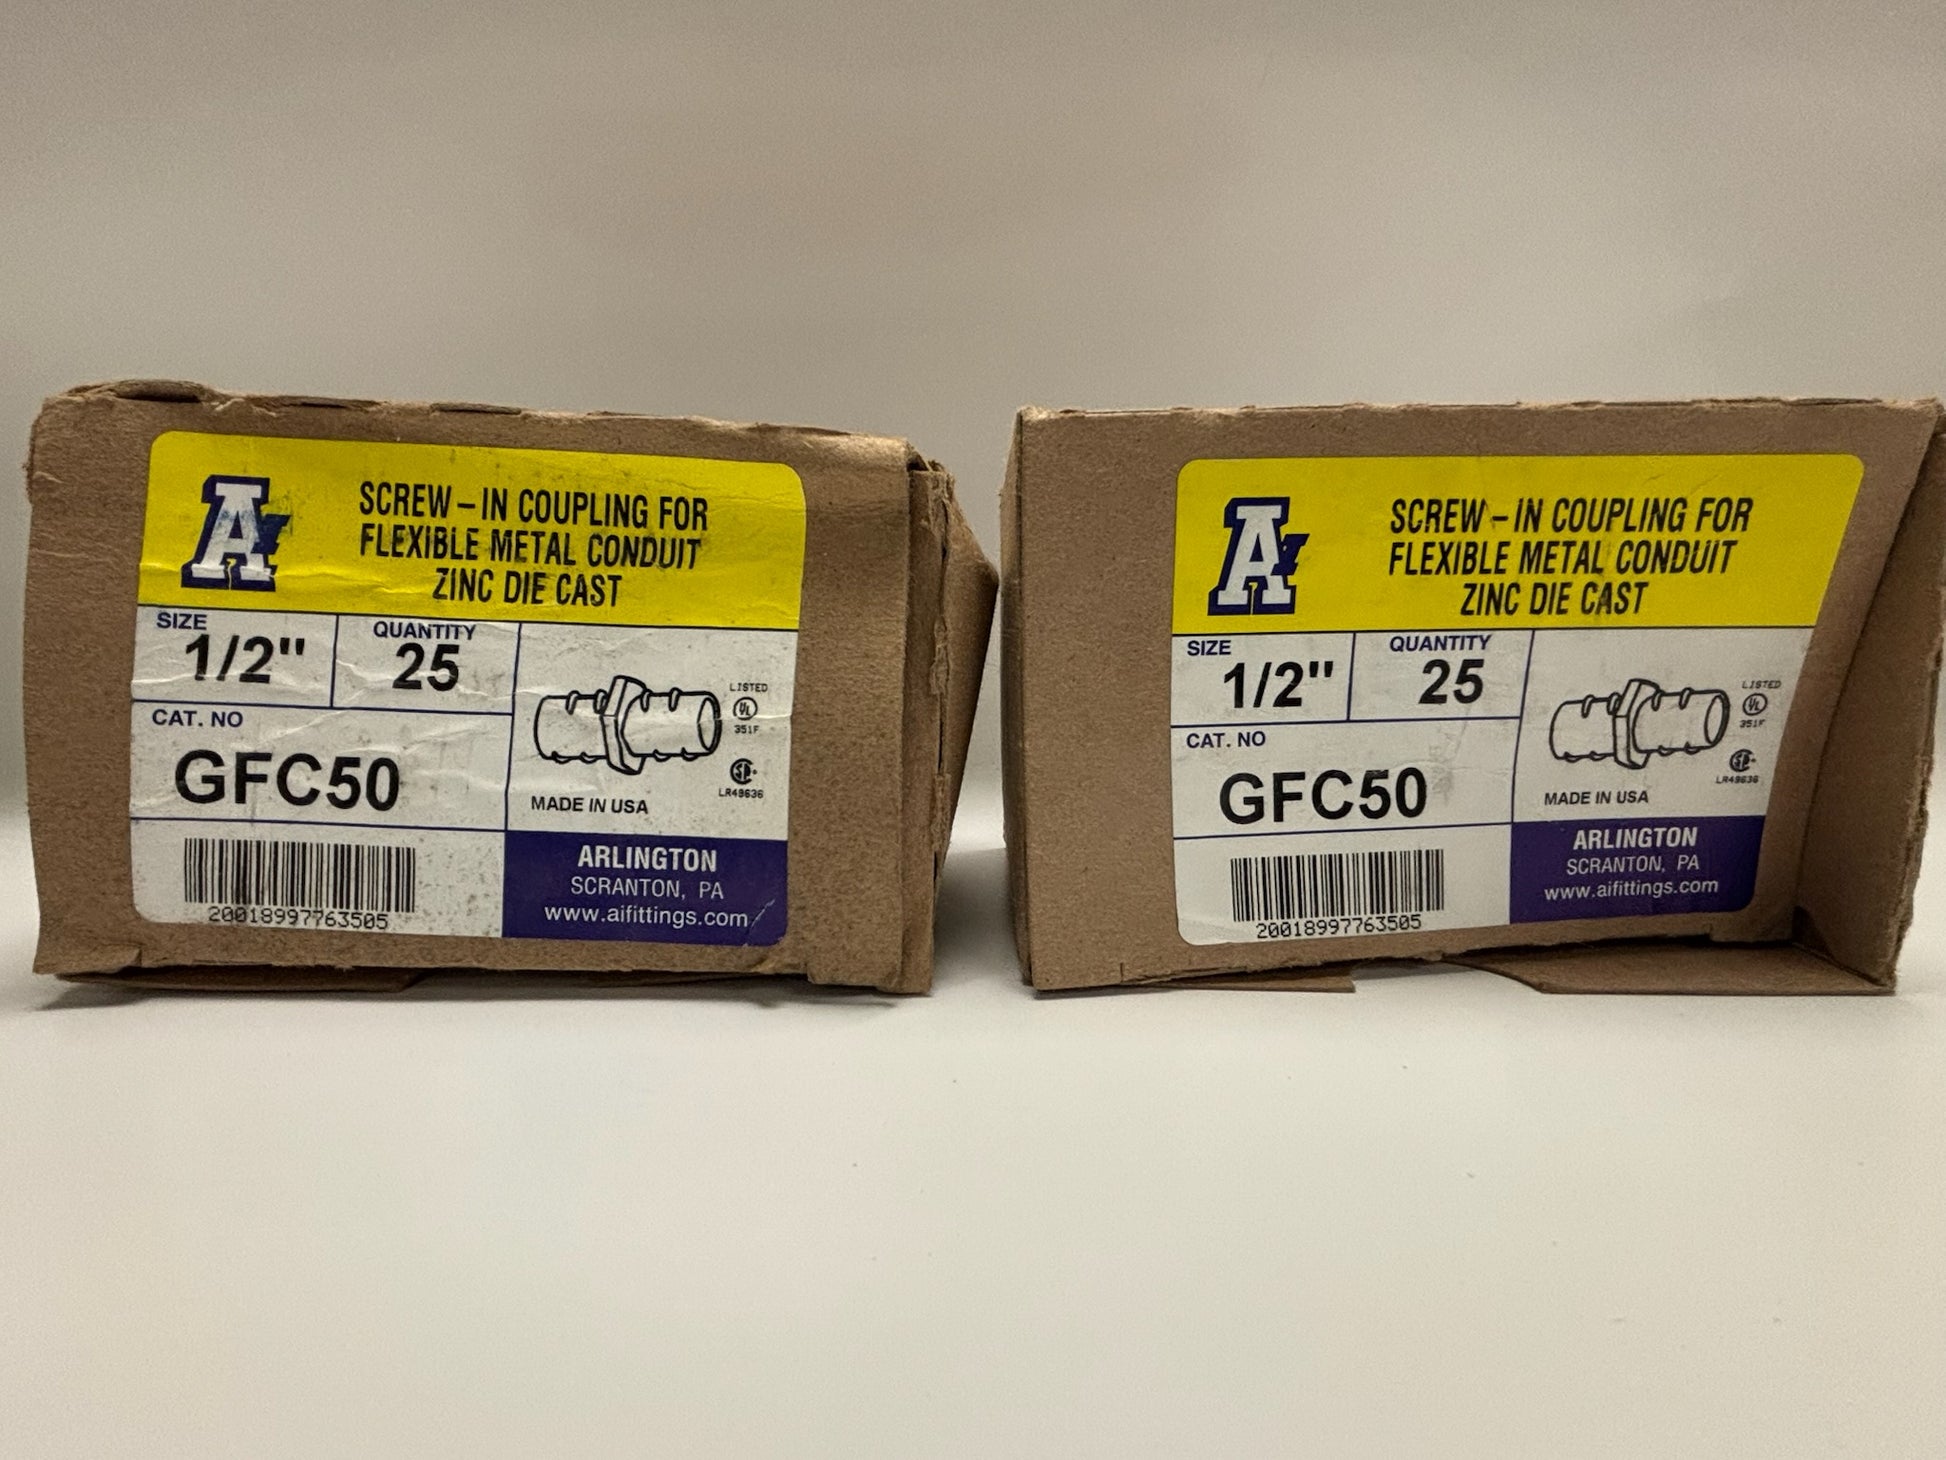 A
SCREW – IN COUPLING FOR
FLEXIBLE METAL CONDUIT
ZINC DIE CAST
SIZE
1/2"
QUANTITY
25
CAT. NO
GFC50
LISTED
UL
351F
LR49636
MADE IN USA
20018997763505
ARLINGTON
SCRANTON, PA
www.aifittings.com
A
SCREW – IN COUPLING FOR
FLEXIBLE METAL CONDUIT
ZINC DIE CAST
SIZE
1/2"
QUANTITY
25
CAT. NO
GFC50
LISTED
UL
351F
LR49636
MADE IN USA
20018997763505
ARLINGTON
SCRANTON, PA
www.aifittings.com